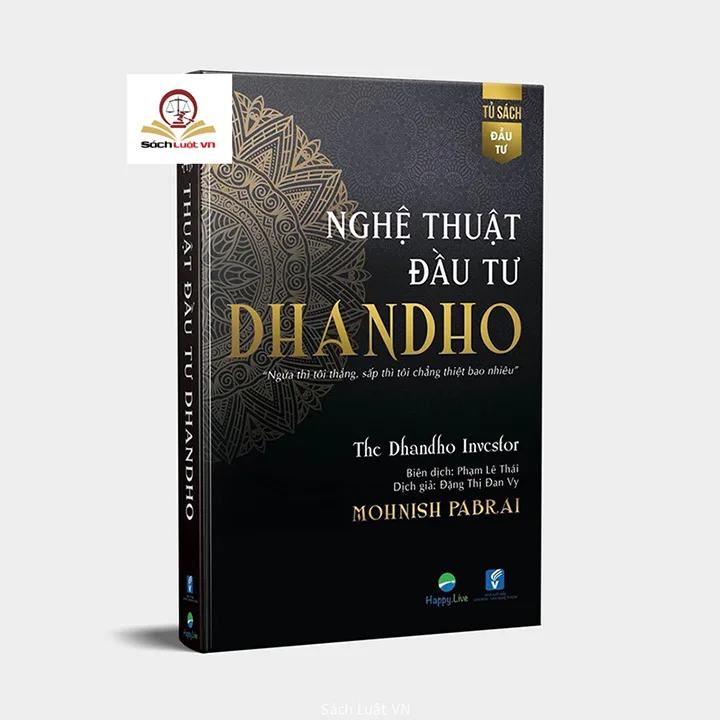 Sách Luật VN
TỦ SÁCH
ĐẦU TƯ
NGHỆ THUẬT
ĐẦU TƯ
DHANDHO
“Ngửa thì tôi thắng, sấp thì tôi chẳng thiệt bao nhiêu”
The Dhandho Investor
Biên dịch: Phạm Lê Thái
Dịch giả: Đặng Thị Đan Vy
MOHNISH PABRAI
Happy.Live
THUẬT ĐẦU TƯ DHANDHO
Happy.Live
Sách Luật VN